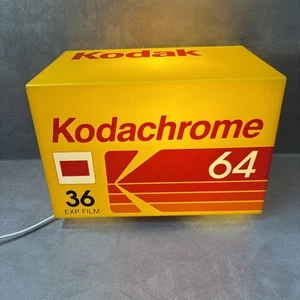 Kodak
Kodachrome
64
36
EXP. FILM